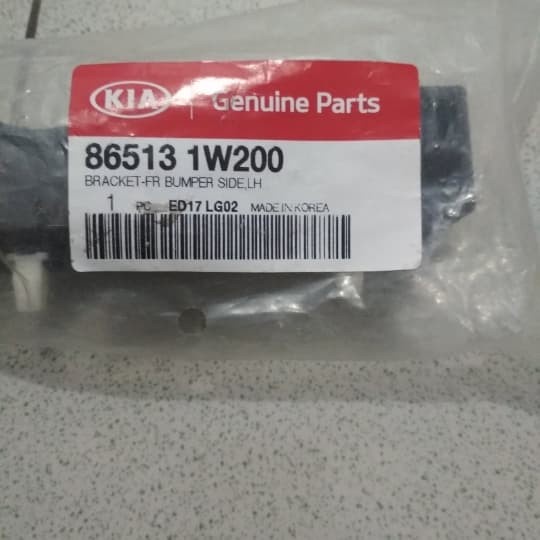 KIA Genuine Parts
86513 1W200
BRACKET-FR BUMPER SIDE,LH
1 PC ED17 LG02 MADE IN KOREA